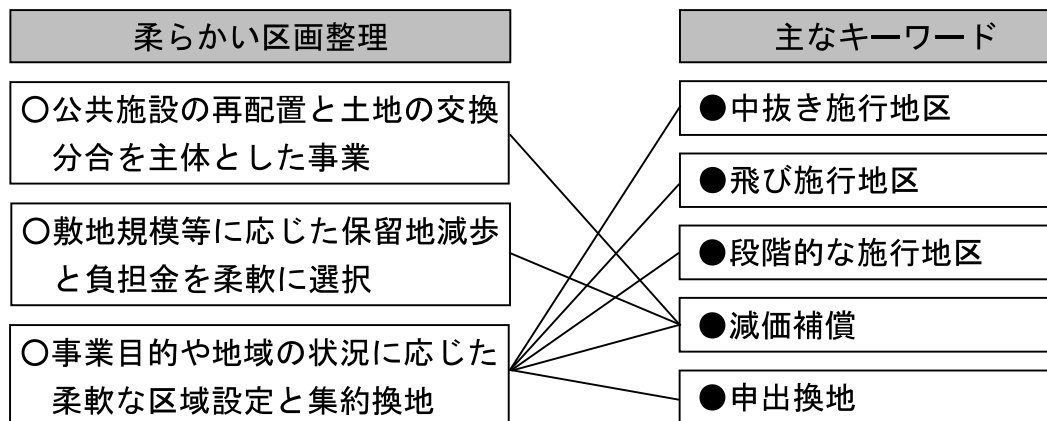 柔らかい区画整理
○公共施設の再配置と土地の交換
分合を主体とした事業
○敷地規模等に応じた保留地減歩
と負担金を柔軟に選択
○事業目的や地域の状況に応じた
柔軟な区域設定と集約換地
主なキーワード
●中抜き施行地区
●飛び施行地区
●段階的な施行地区
●減価補償
●申出換地